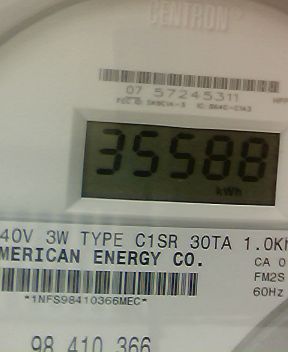 CENTRON®
07 57245311
35588
kWh
40V 3W TYPE C1SR 30TA 1.0Kh
MERICAN ENERGY CO.
CA 0
FM2S
60Hz
*1NFS98410366MEC*
98 410 366